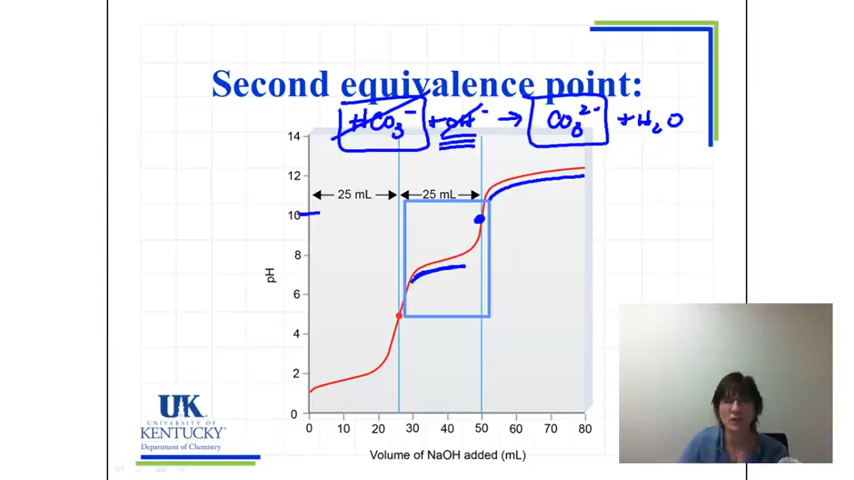 Second equivalence point:
HCO₃⁻ + OH⁻ → CO₃²⁻ + H₂O
14
12
25 mL
25 mL
10
8
pH
6
4
2
0
0 10 20 30 40 50 60 70 80
Volume of NaOH added (mL)
UK
UNIVERSITY OF
KENTUCKY
Department of Chemistry